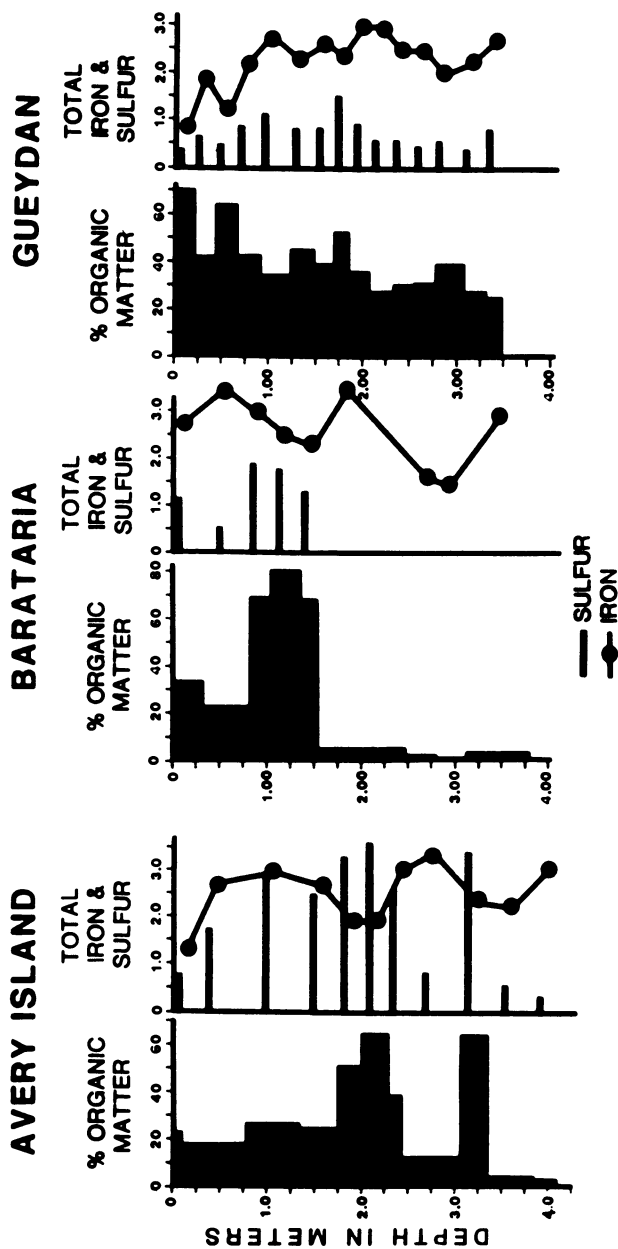 AVERY ISLAND
% ORGANIC
MATTER
TOTAL
IRON &
SULFUR
0 20 40 60
0 1.0 2.0 3.0
DEPTH IN METERS
0
1.0
2.0
3.0
4.0
BARATARIA
% ORGANIC
MATTER
TOTAL
IRON &
SULFUR
0 20 40 80
0 1.0 2.0 3.0
0
1.00
2.00
3.00
4.00
GUEYDAN
% ORGANIC
MATTER
TOTAL
IRON &
SULFUR
0 20 40 60
0 1.0 2.0 3.0
0
1.00
2.00
3.00
4.00
SULFUR
IRON